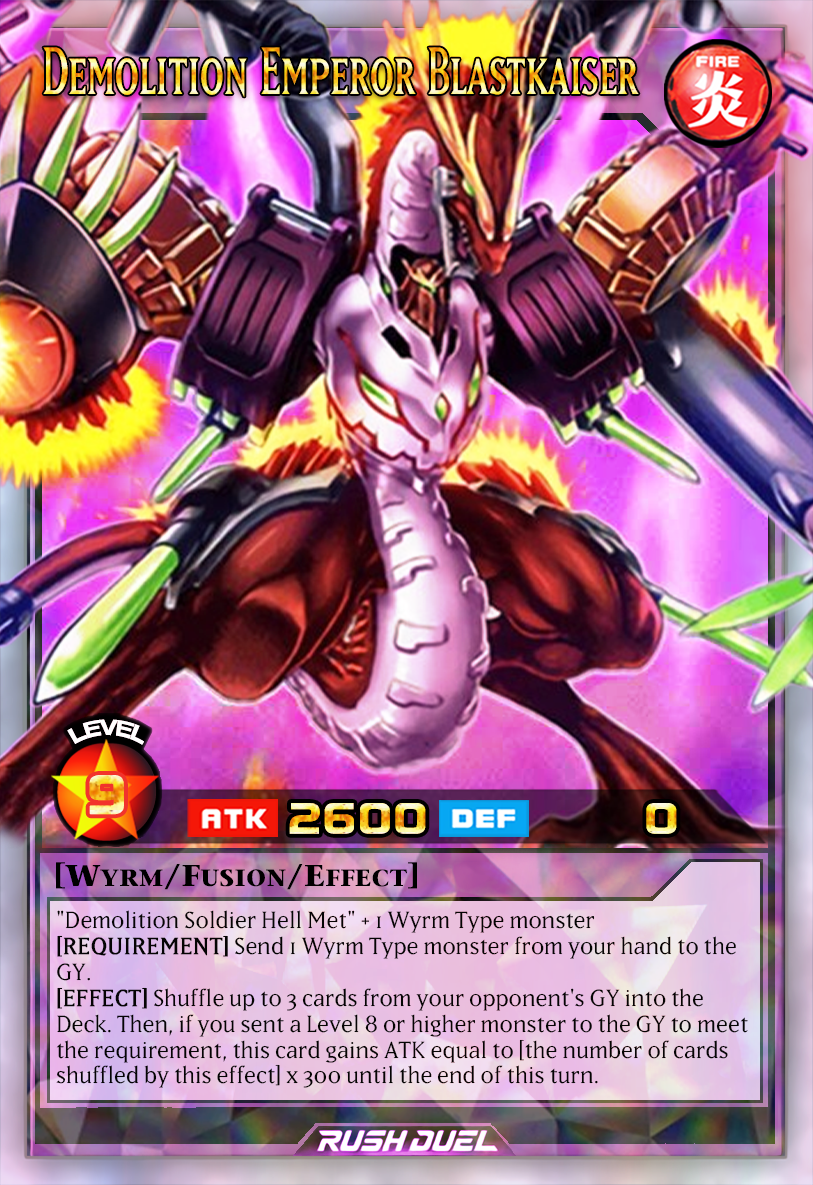 Demolition Emperor Blastkaiser
FIRE
炎
LEVEL
9
ATK 2600 DEF 0
[Wyrm/Fusion/Effect]
"Demolition Soldier Hell Met" + 1 Wyrm Type monster
[REQUIREMENT] Send 1 Wyrm Type monster from your hand to the
GY.
[EFFECT] Shuffle up to 3 cards from your opponent's GY into the
Deck. Then, if you sent a Level 8 or higher monster to the GY to meet
the requirement, this card gains ATK equal to [the number of cards
shuffled by this effect] x 300 until the end of this turn.
RUSH DUEL